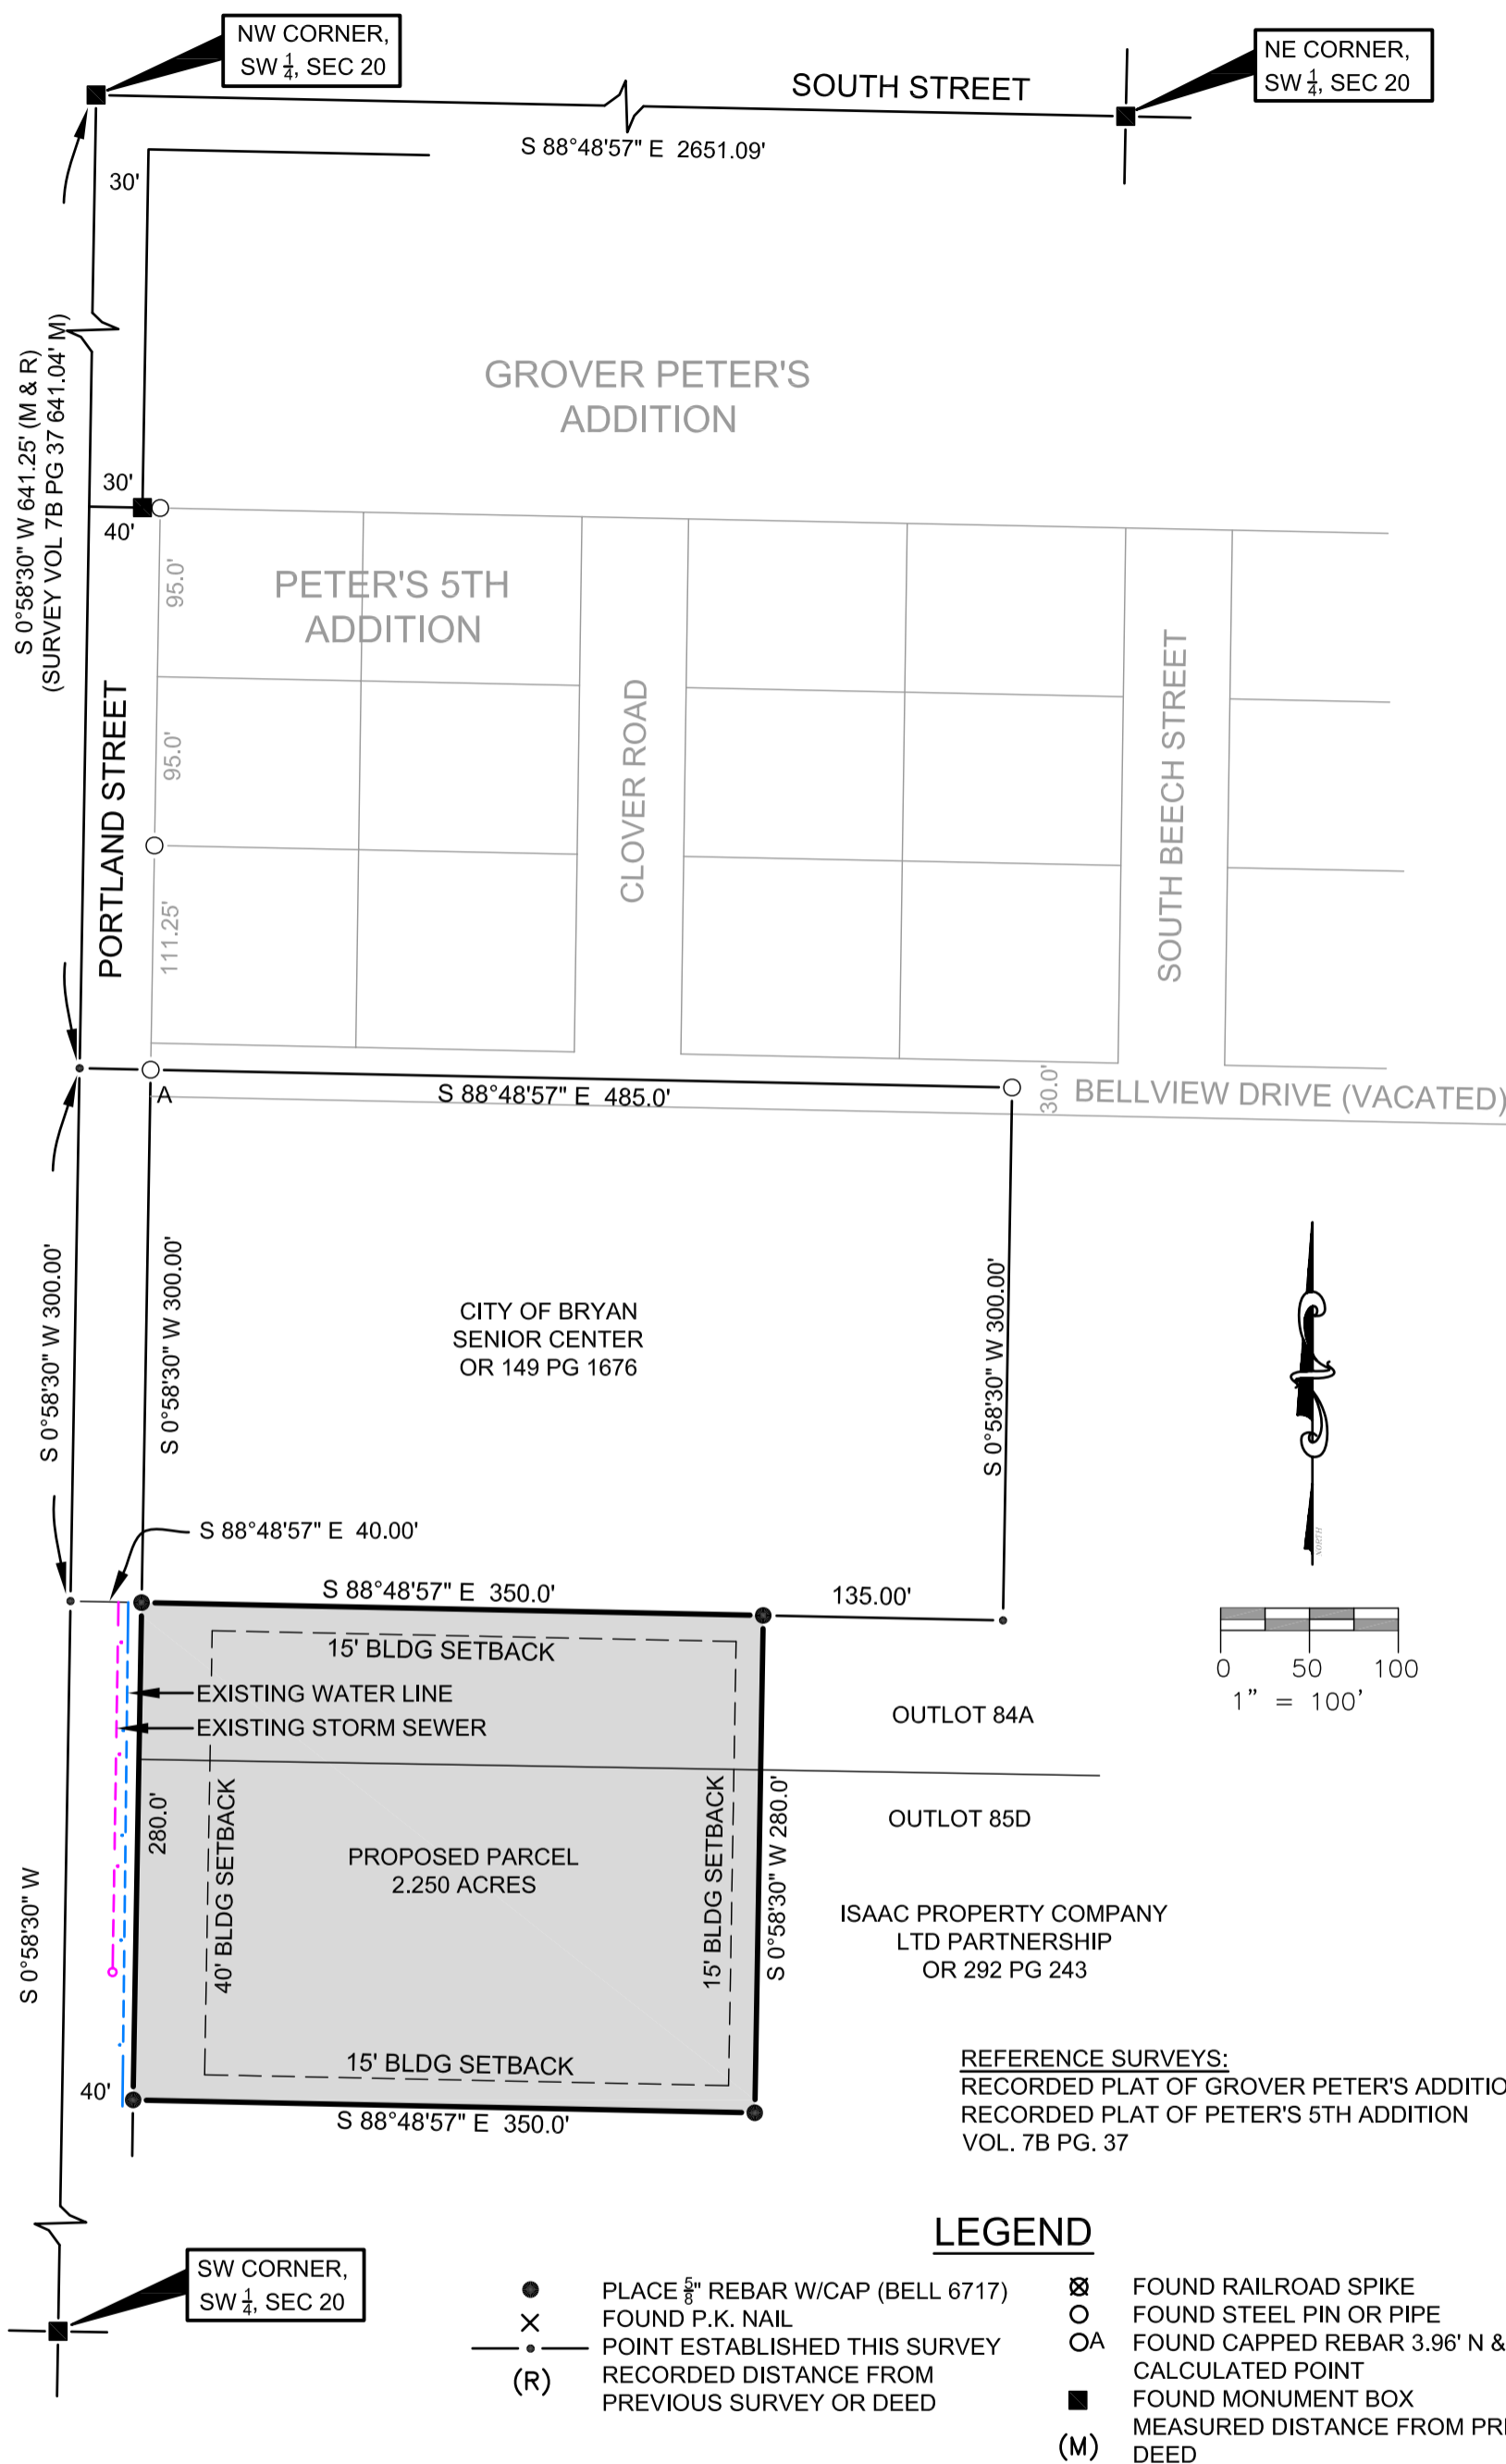 NW CORNER,
SW 1/4, SEC 20
NE CORNER,
SW 1/4, SEC 20
SOUTH STREET
S 88°48'57" E  2651.09'
30'
S 0°58'30" W 641.25' (M & R)
(SURVEY VOL 7B PG 37 641.04' M)
GROVER PETER'S
ADDITION
30'
40'
PETER'S 5TH
ADDITION
95.0'
95.0'
111.25'
PORTLAND STREET
CLOVER ROAD
SOUTH BEECH STREET
A
S 88°48'57" E  485.0'
30.0'
BELLVIEW DRIVE (VACATED)
S 0°58'30" W 300.00'
S 0°58'30" W 300.00'
S 0°58'30" W 300.00'
CITY OF BRYAN
SENIOR CENTER
OR 149 PG 1676
NORTH
S 88°48'57" E  40.00'
S 88°48'57" E  350.0'
135.00'
0 50 100
1” = 100’
15' BLDG SETBACK
EXISTING WATER LINE
EXISTING STORM SEWER
OUTLOT 84A
OUTLOT 85D
280.0'
40' BLDG SETBACK
PROPOSED PARCEL
2.250 ACRES
15' BLDG SETBACK
S 0°58'30" W 280.0'
S 0°58'30" W
ISAAC PROPERTY COMPANY
LTD PARTNERSHIP
OR 292 PG 243
15' BLDG SETBACK
40'
S 88°48'57" E  350.0'
REFERENCE SURVEYS:
RECORDED PLAT OF GROVER PETER'S
RECORDED PLAT OF PETER'S 5TH ADDITION
VOL. 7B PG. 37
SW CORNER,
SW 1/4, SEC 20
LEGEND
PLACE 5/8" REBAR W/CAP (BELL 6717)
FOUND P.K. NAIL
POINT ESTABLISHED THIS SURVEY
(R) RECORDED DISTANCE FROM
PREVIOUS SURVEY OR DEED
FOUND RAILROAD SPIKE
FOUND STEEL PIN OR PIPE
A FOUND CAPPED REBAR 3.96' N &
CALCULATED POINT
FOUND MONUMENT BOX
(M) MEASURED DISTANCE FROM
DEED